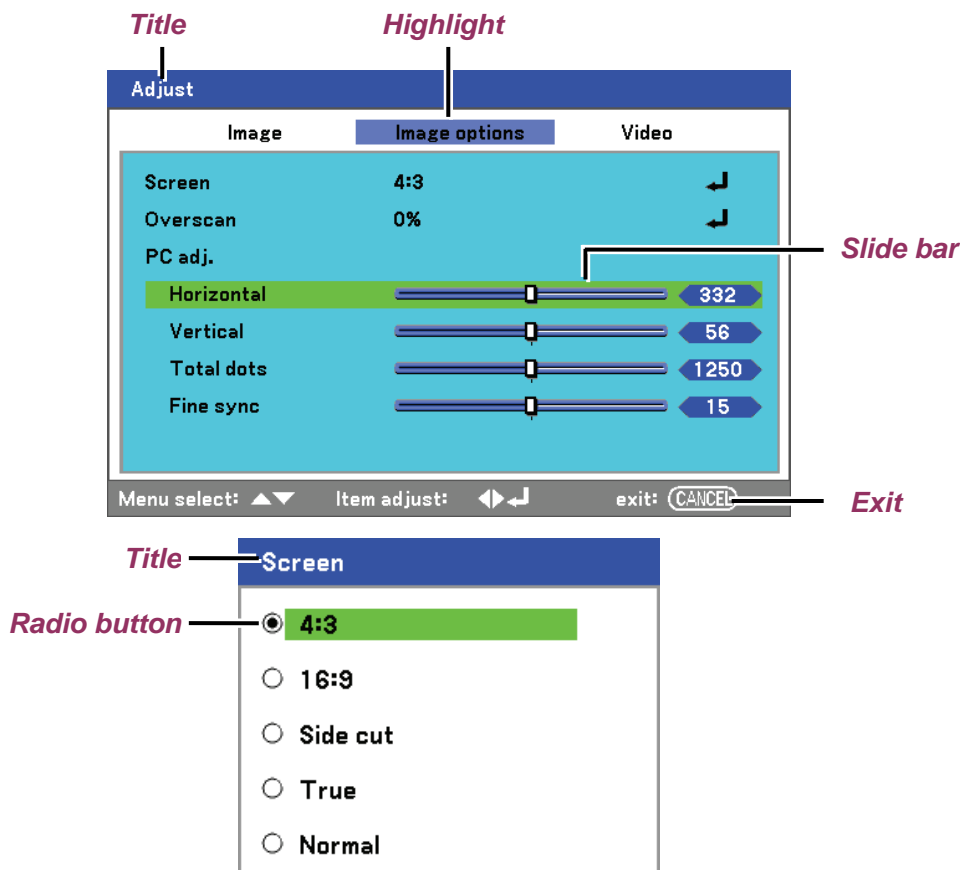 Title Highlight
Adjust
Image Image options Video
Screen 4:3
Overscan 0%
PC adj.
Slide bar
Horizontal 332
Vertical 56
Total dots 1250
Fine sync 15
Menu select: Item adjust: exit: CANCEL
Exit
Title
Screen
Radio button
4:3
16:9
Side cut
True
Normal